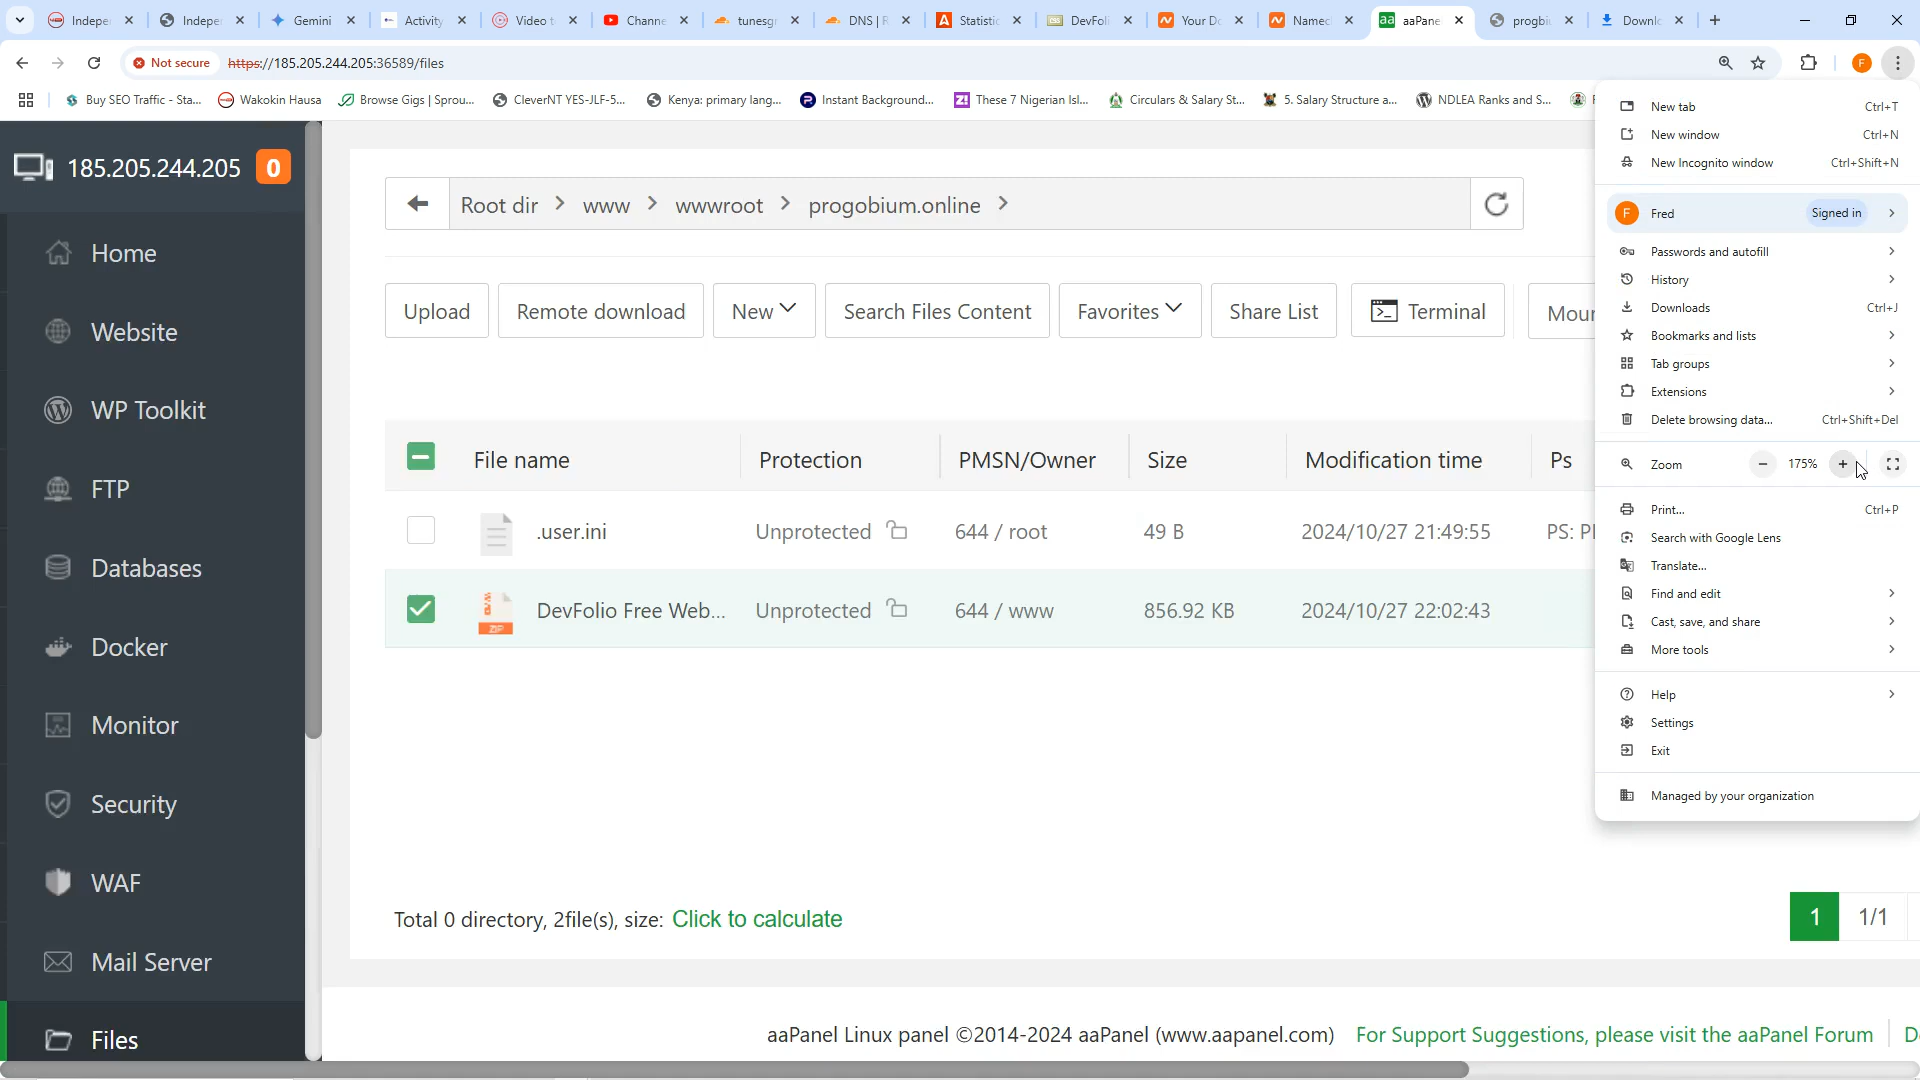 Indepe
Indepe
Gemini
Activity
Video t
Channe
tunesgr
DNS | R
Statistic
DevFoli
Your Do
Namec
aaPane
progbi
Downlo
Not secure
https://185.205.244.205:36589/files
F
Buy SEO Traffic - Sta...
Wakokin Hausa
Browse Gigs | Sprou...
CleverNT YES-JLF-5...
Kenya: primary lang...
Instant Background...
These 7 Nigerian Isl...
Circulars & Salary St...
5. Salary Structure a...
NDLEA Ranks and S...
185.205.244.205
0
Home
Website
WP Toolkit
FTP
Databases
Docker
Monitor
Security
WAF
Mail Server
Files
Root dir > www > wwwroot > progobium.online >
Upload
Remote download
New
Search Files Content
Favorites
Share List
Terminal
Moun
File name
Protection
PMSN/Owner
Size
Modification time
Ps
.user.ini
Unprotected
644 / root
49 B
2024/10/27 21:49:55
PS: P
ZIP
DevFolio Free Web...
Unprotected
644 / www
856.92 KB
2024/10/27 22:02:43
Total 0 directory, 2file(s), size: Click to calculate
1
1/1
aaPanel Linux panel ©2014-2024 aaPanel (www.aapanel.com)
For Support Suggestions, please visit the aaPanel Forum
D
New tab Ctrl+T
New window Ctrl+N
New Incognito window Ctrl+Shift+N
F Fred Signed in
Passwords and autofill
History
Downloads Ctrl+J
Bookmarks and lists
Tab groups
Extensions
Delete browsing data... Ctrl+Shift+Del
Zoom − 175% +
Print... Ctrl+P
Search with Google Lens
Translate...
Find and edit
Cast, save, and share
More tools
Help
Settings
Exit
Managed by your organization